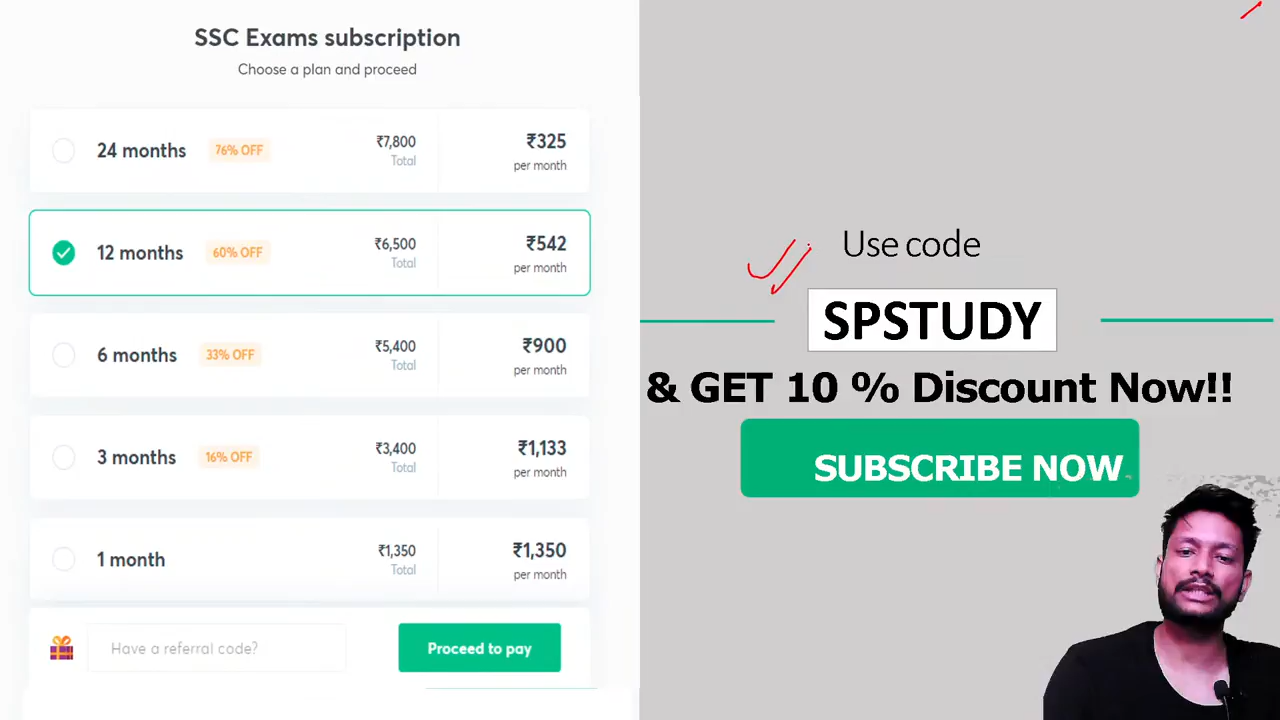 SSC Exams subscription
Choose a plan and proceed
24 months 76% OFF ₹7,800 Total ₹325 per month
12 months 60% OFF ₹6,500 Total ₹542 per month
6 months 33% OFF ₹5,400 Total ₹900 per month
3 months 16% OFF ₹3,400 Total ₹1,133 per month
1 month ₹1,350 Total ₹1,350 per month
Have a referral code? Proceed to pay
Use code
SPSTUDY
& GET 10 % Discount Now!!
SUBSCRIBE NOW